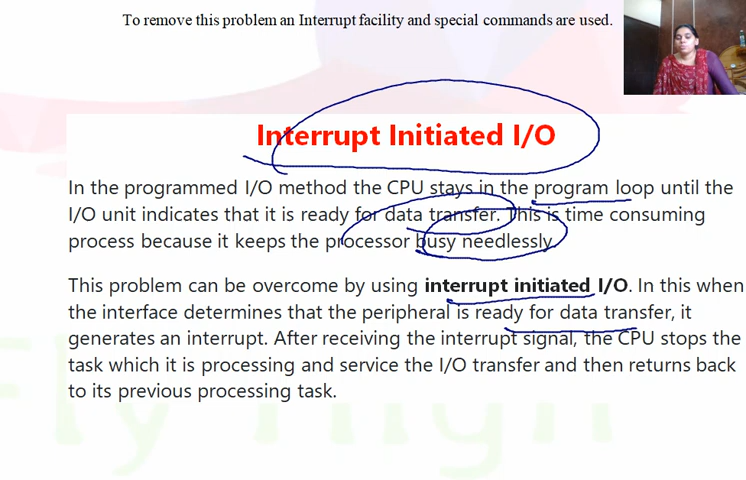 To remove this problem an Interrupt facility and special commands are used.
Interrupt Initiated I/O
In the programmed I/O method the CPU stays in the program loop until the
I/O unit indicates that it is ready for data transfer. This is time consuming
process because it keeps the processor busy needlessly.
This problem can be overcome by using interrupt initiated I/O. In this when
the interface determines that the peripheral is ready for data transfer, it
generates an interrupt. After receiving the interrupt signal, the CPU stops the
task which it is processing and service the I/O transfer and then returns back
to its previous processing task.
Fly High